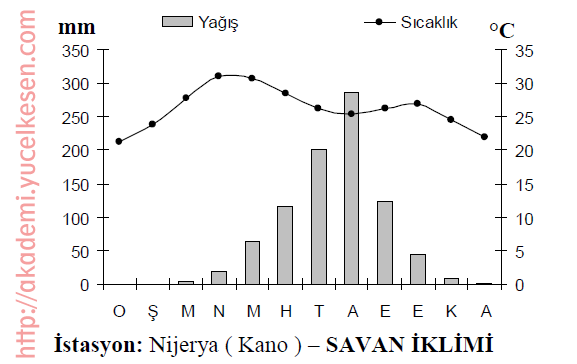 http://akademi.yucelkesen.com
mm Yağış Sıcaklık °C
350 35
300 30
250 25
200 20
150 15
100 10
50 5
0 0
O Ş M N M H T A E E K A
İstasyon: Nijerya ( Kano ) – SAVAN İKLİMİ